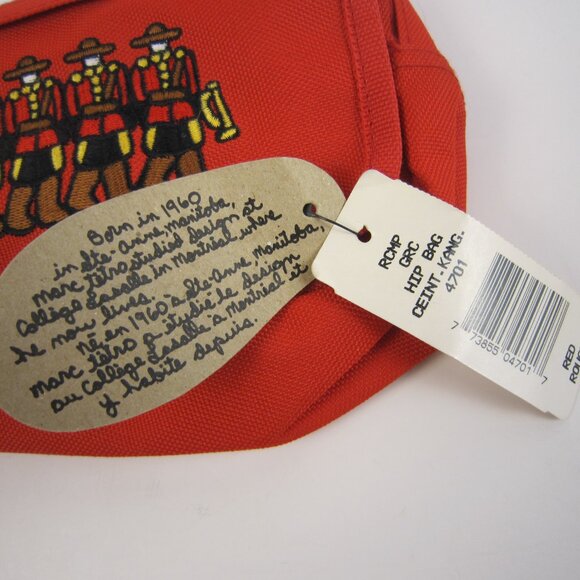 Born in 1960
in Ste-Anne, Manitoba,
Marc Tétro studied design at
Collège Lasalle in Montréal where
he now lives.
Né en 1960 à Ste-Anne, Manitoba,
Marc Tétro a étudié le design
au Collège Lasalle à Montréal et
y habite depuis.
RCMP
GRC
HIP BAG
CEINT.-KANG.
4701
7 73855 04701 7
RED